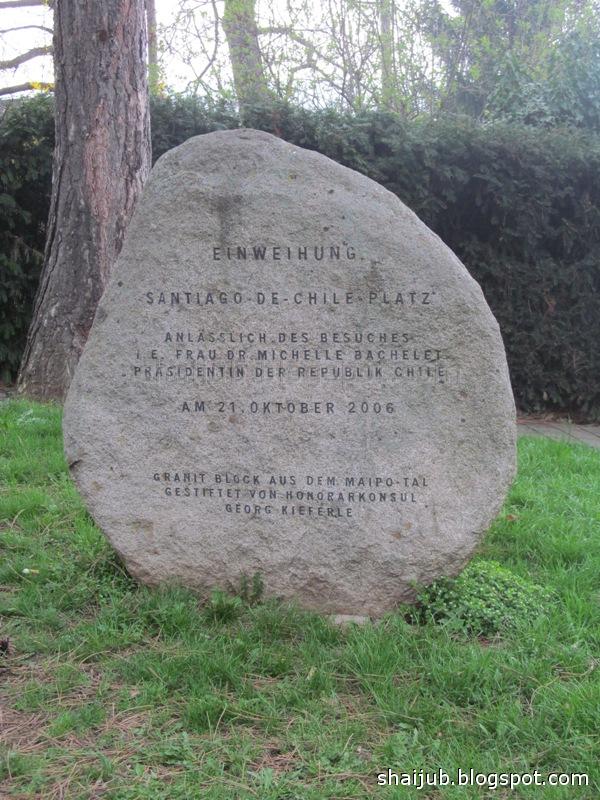 EINWEIHUNG
SANTIAGO-DE-CHILE-PLATZ
ANLÄSSLICH DES BESUCHES
I.E. FRAU DR. MICHELLE BACHELET
PRÄSIDENTIN DER REPUBLIK CHILE
AM 21. OKTOBER 2006
GRANIT BLOCK AUS DEM MAIPO-TAL
GESTIFTET VON HONORARKONSUL
GEORG KIEFERLE
shaijub.blogspot.com